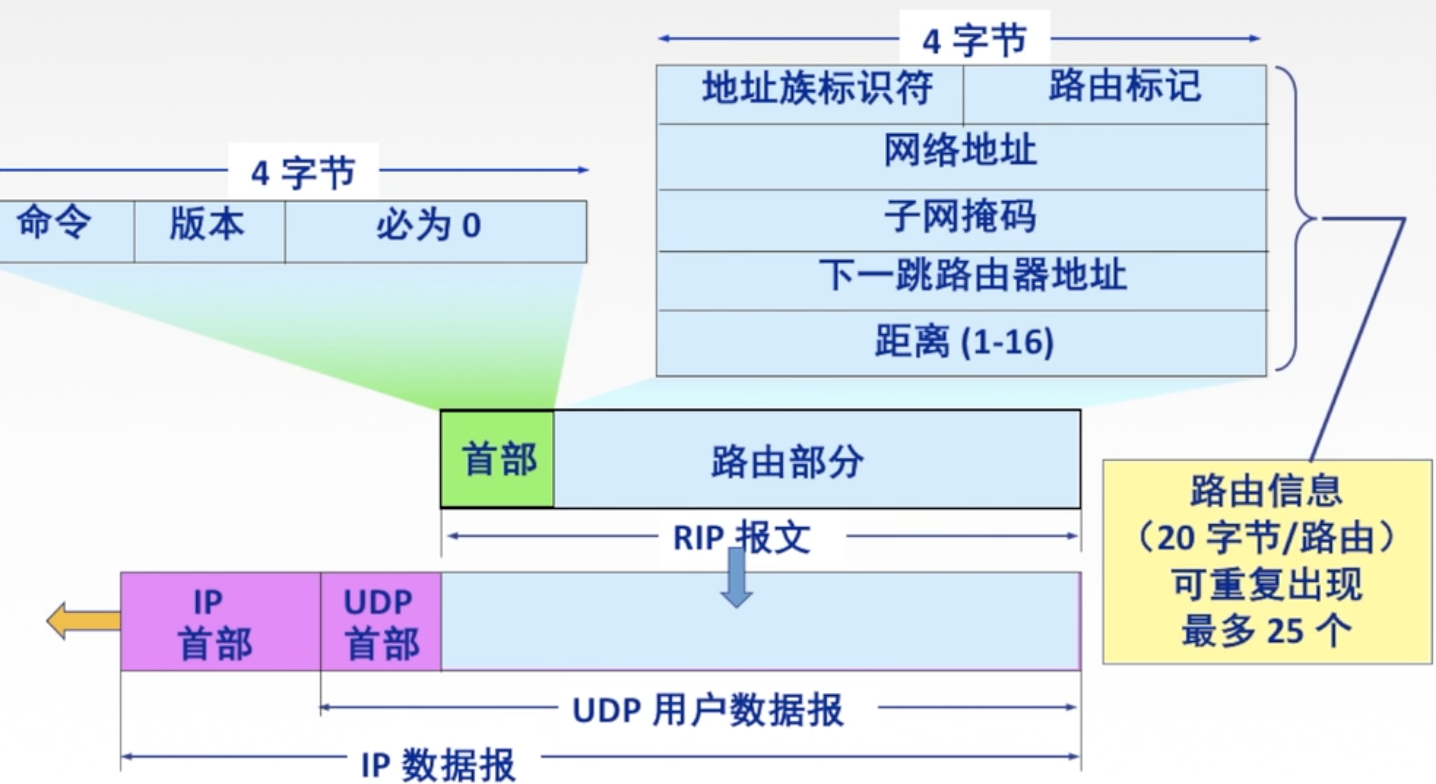 4 字节
地址族标识符
路由标记
网络地址
子网掩码
下一跳路由器地址
距离 (1-16)
4 字节
命令
版本
必为 0
首部
路由部分
RIP 报文
路由信息
（20 字节/路由）
可重复出现
最多 25 个
IP
首部
UDP
首部
UDP 用户数据报
IP 数据报